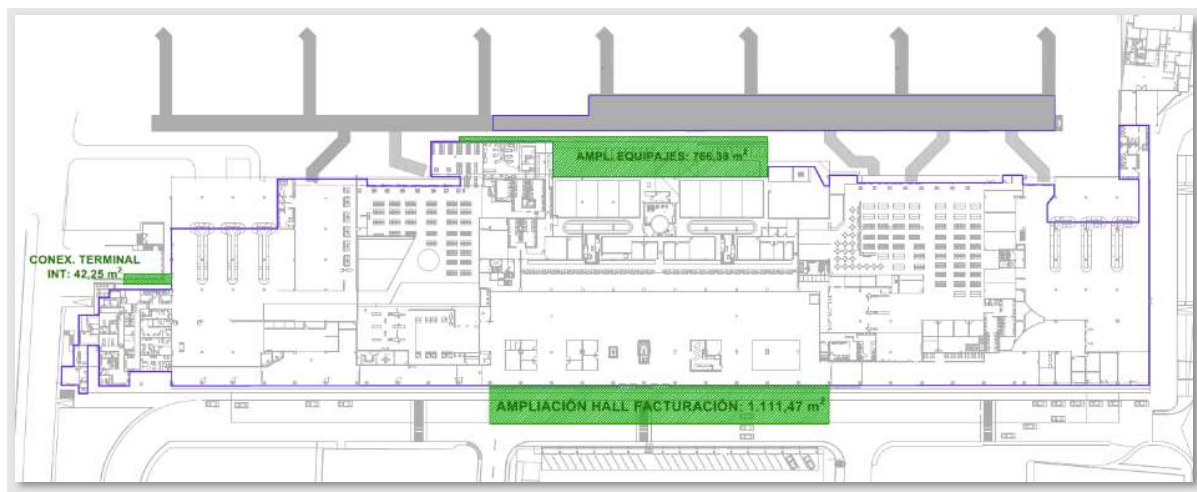 AMPL. EQUIPAJES: 766,39 m²
CONEX. TERMINAL
INT: 42,25 m²
AMPLIACIÓN HALL FACTURACIÓN: 1.111,47 m²